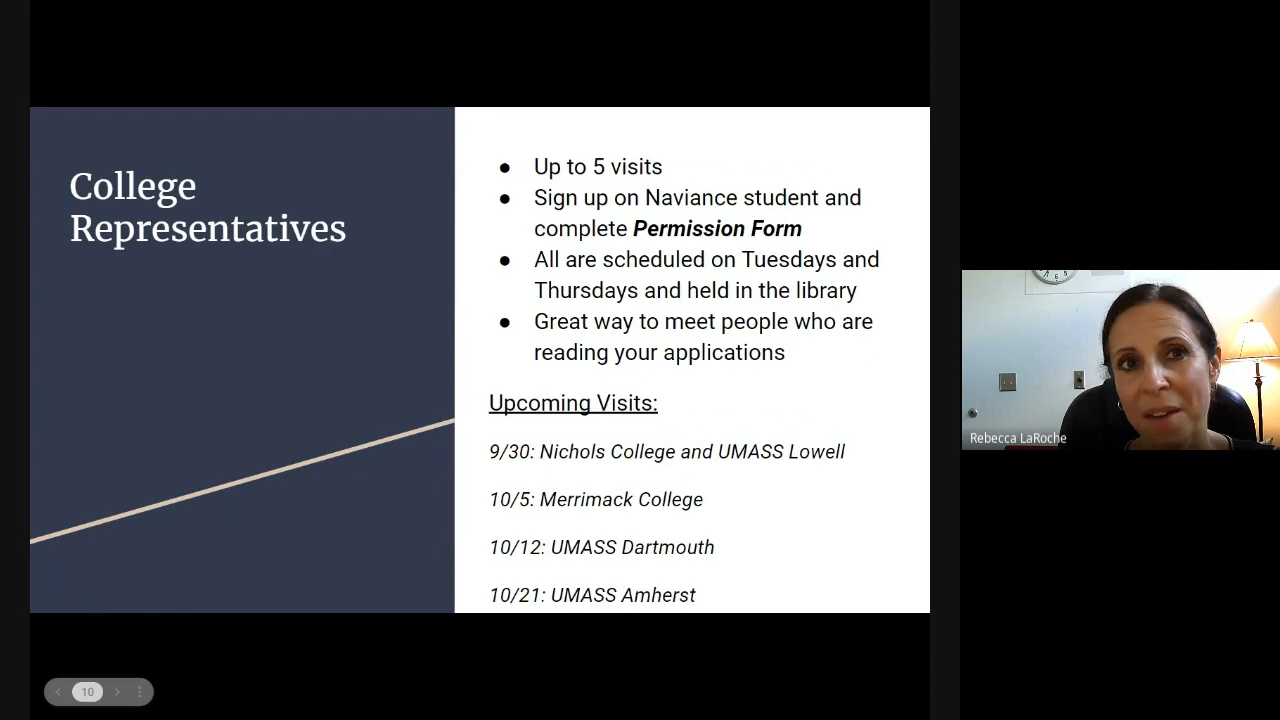 College
Representatives
● Up to 5 visits
● Sign up on Naviance student and
complete Permission Form
● All are scheduled on Tuesdays and
Thursdays and held in the library
● Great way to meet people who are
reading your applications
Upcoming Visits:
9/30: Nichols College and UMASS Lowell
10/5: Merrimack College
10/12: UMASS Dartmouth
10/21: UMASS Amherst
Rebecca LaRoche
10